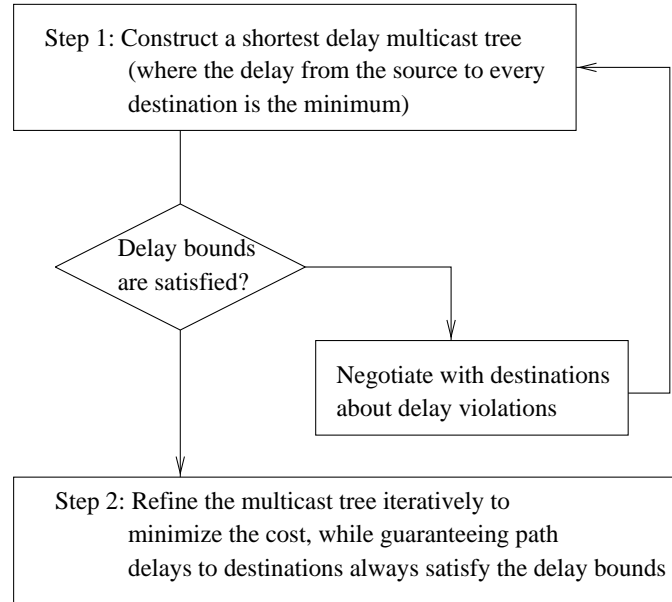 Step 1: Construct a shortest delay multicast tree
(where the delay from the source to every
destination is the minimum)
Delay bounds
are satisfied?
Negotiate with destinations
about delay violations
Step 2: Refine the multicast tree iteratively to
minimize the cost, while guaranteeing path
delays to destinations always satisfy the delay bounds